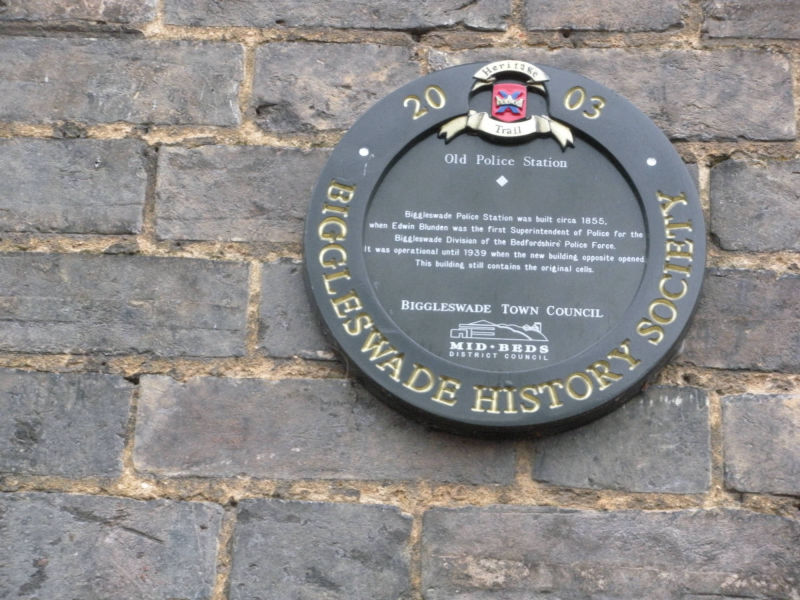 Heritage
Trail
20 03
Old Police Station
Biggleswade Police Station was built circa 1855,
when Edwin Blunden was the first Superintendent of Police for the
Biggleswade Division of the Bedfordshire Police Force.
It was operational until 1939 when the new building opposite opened.
This building still contains the original cells.
BIGGLESWADE TOWN COUNCIL
MID·BEDS
DISTRICT COUNCIL
BIGGLESWADE HISTORY SOCIETY